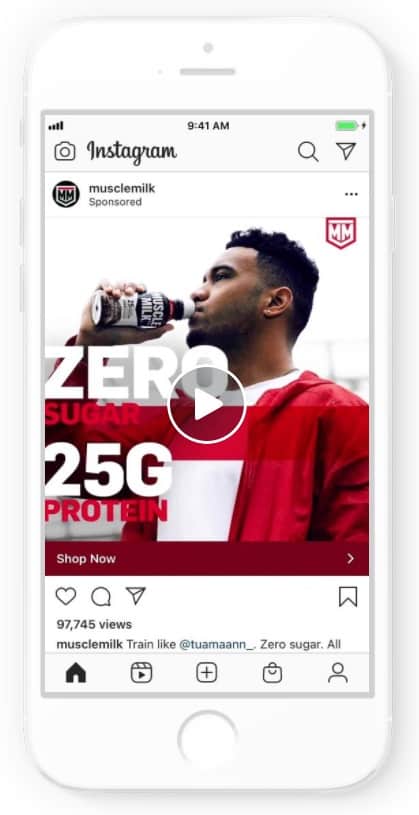 9:41 AM
Instagram
musclemilk
Sponsored
MM
MUSCLE
MILK
ZERO
SUGAR
25G
PROTEIN
Shop Now
97,745 views
musclemilk Train like @tuamaann_. Zero sugar. All